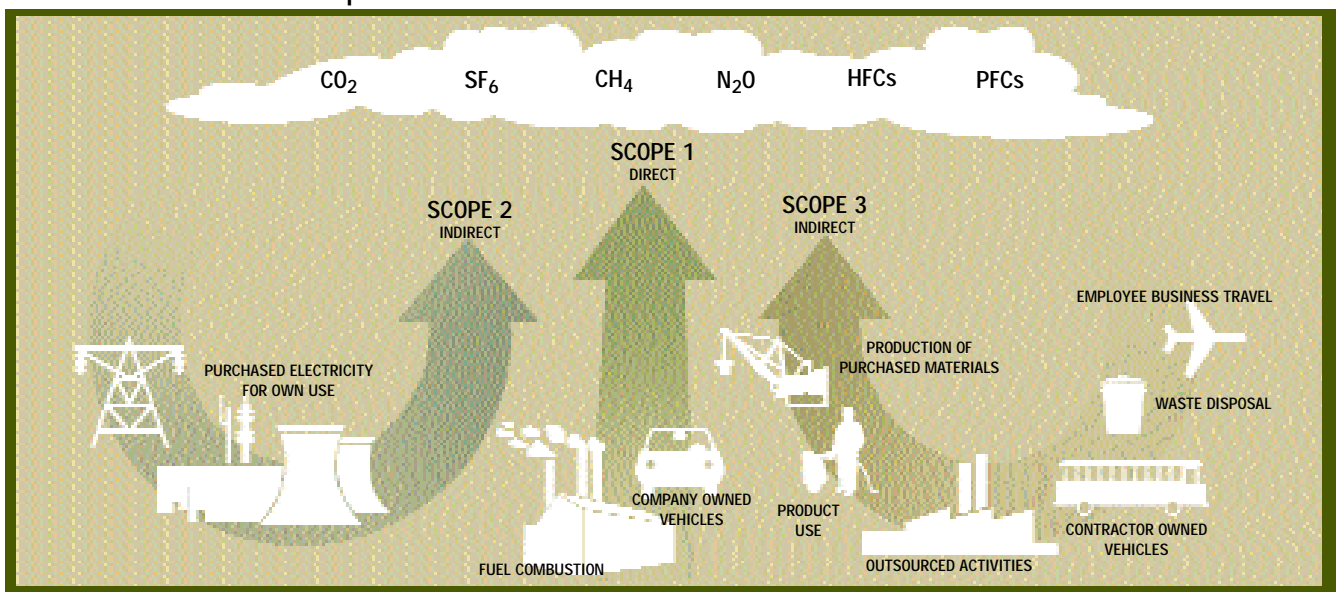 CO2
SF6
CH4
N2O
HFCs
PFCs
SCOPE 1
DIRECT
SCOPE 2
INDIRECT
SCOPE 3
INDIRECT
EMPLOYEE BUSINESS TRAVEL
PURCHASED ELECTRICITY
FOR OWN USE
PRODUCTION OF
PURCHASED MATERIALS
WASTE DISPOSAL
COMPANY OWNED
VEHICLES
PRODUCT
USE
CONTRACTOR OWNED
VEHICLES
FUEL COMBUSTION
OUTSOURCED ACTIVITIES